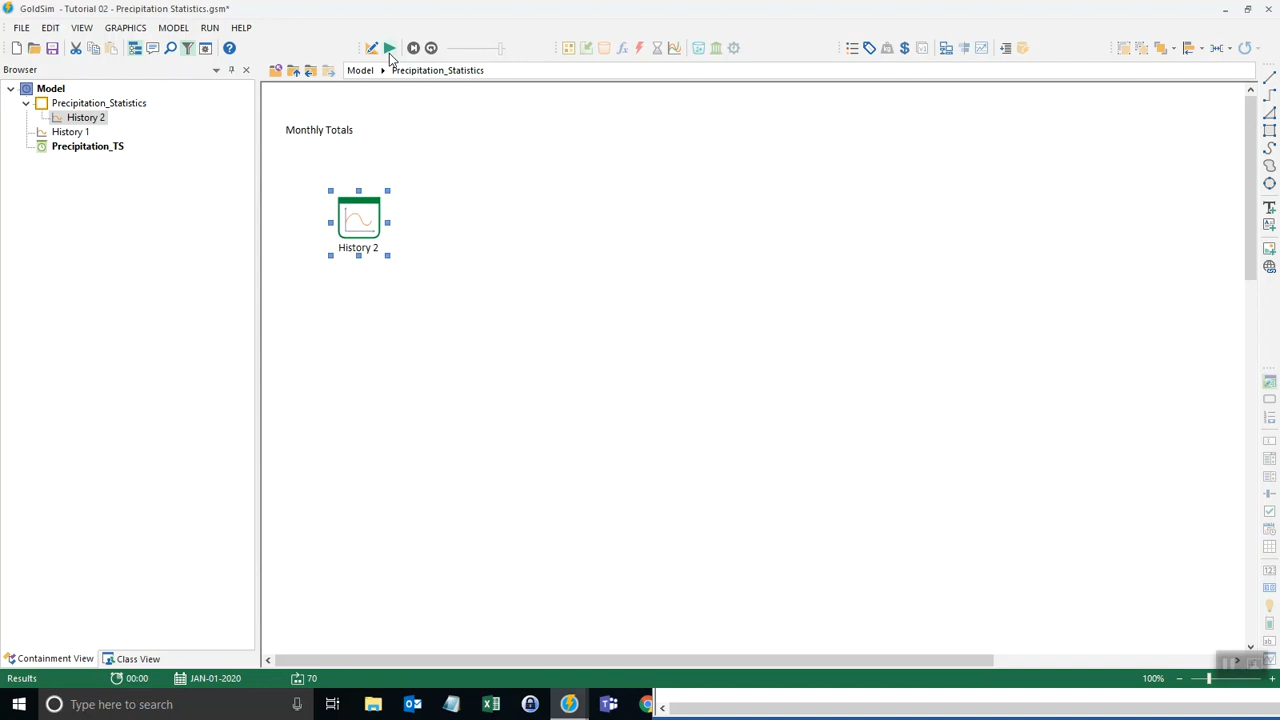 GoldSim - Tutorial 02 - Precipitation Statistics.gsm*
FILE EDIT VIEW GRAPHICS MODEL RUN HELP
Browser
Model Precipitation_Statistics
Model
Precipitation_Statistics
History 2
History 1
Precipitation_TS
Monthly Totals
History 2
Containment View Class View
Results 00:00 JAN-01-2020 70 100%
Type here to search